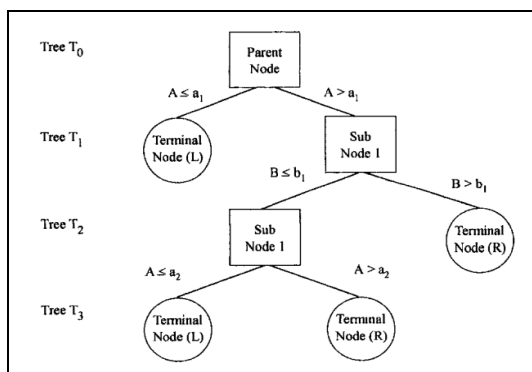 Tree T₀
Parent
Node
A ≤ a₁
A > a₁
Tree T₁
Terminal
Node (L)
Sub
Node 1
B ≤ b₁
B > b₁
Tree T₂
Sub
Node 1
Terminal
Node (R)
A ≤ a₂
A > a₂
Tree T₃
Terminal
Node (L)
Terminal
Node (R)